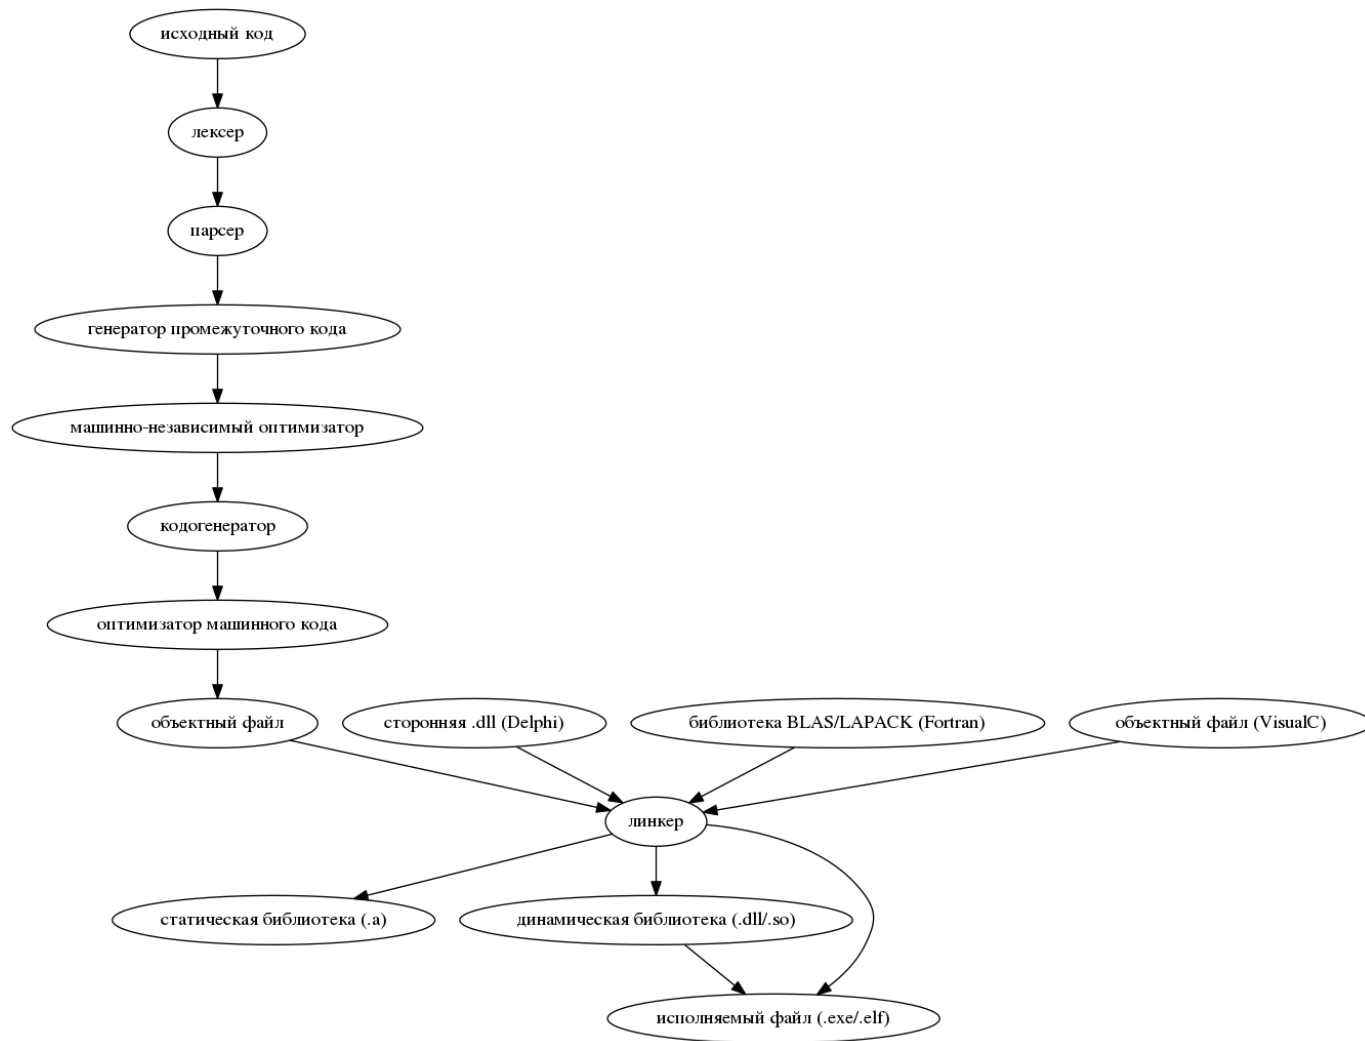 исходный код
лексер
парсер
генератор промежуточного кода
машинно-независимый оптимизатор
кодогенератор
оптимизатор машинного кода
объектный файл
сторонняя .dll (Delphi)
библиотека BLAS/LAPACK (Fortran)
объектный файл (VisualC)
линкер
статическая библиотека (.a)
динамическая библиотека (.dll/.so)
исполняемый файл (.exe/.elf)